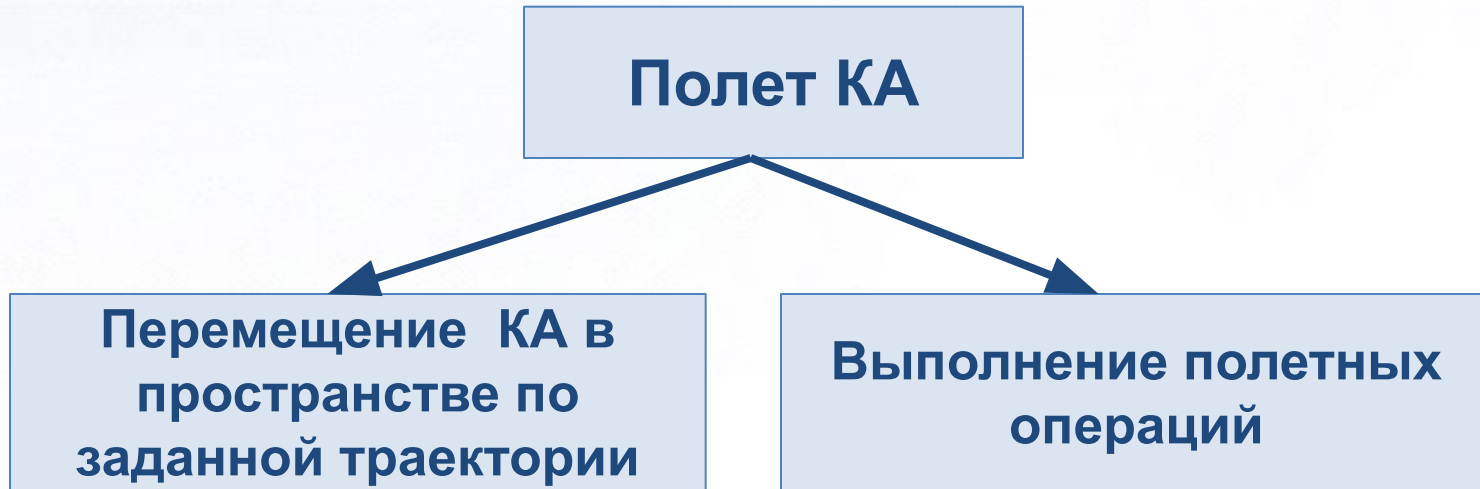 Полет КА
Перемещение КА в
пространстве по
заданной траектории
Выполнение полетных
операций